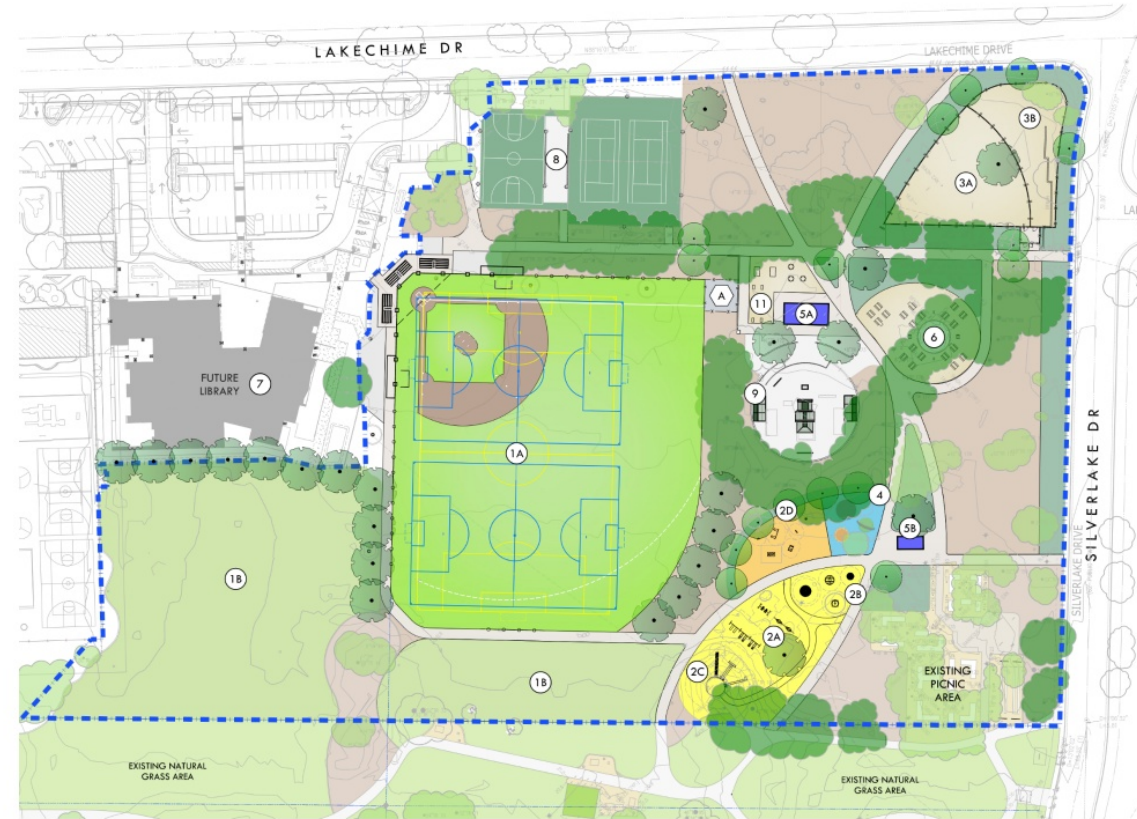 LAKECHIME DR
LAKECHIME DRIVE
3B
8
3A
A
11
5A
6
FUTURE
LIBRARY
7
9
SILVERLAKE DR
1A
4
2D
5B
SILVERLAKE DRIVE
1B
2B
2A
2C
1B
EXISTING
PICNIC
AREA
EXISTING NATURAL
GRASS AREA
EXISTING NATURAL
GRASS AREA